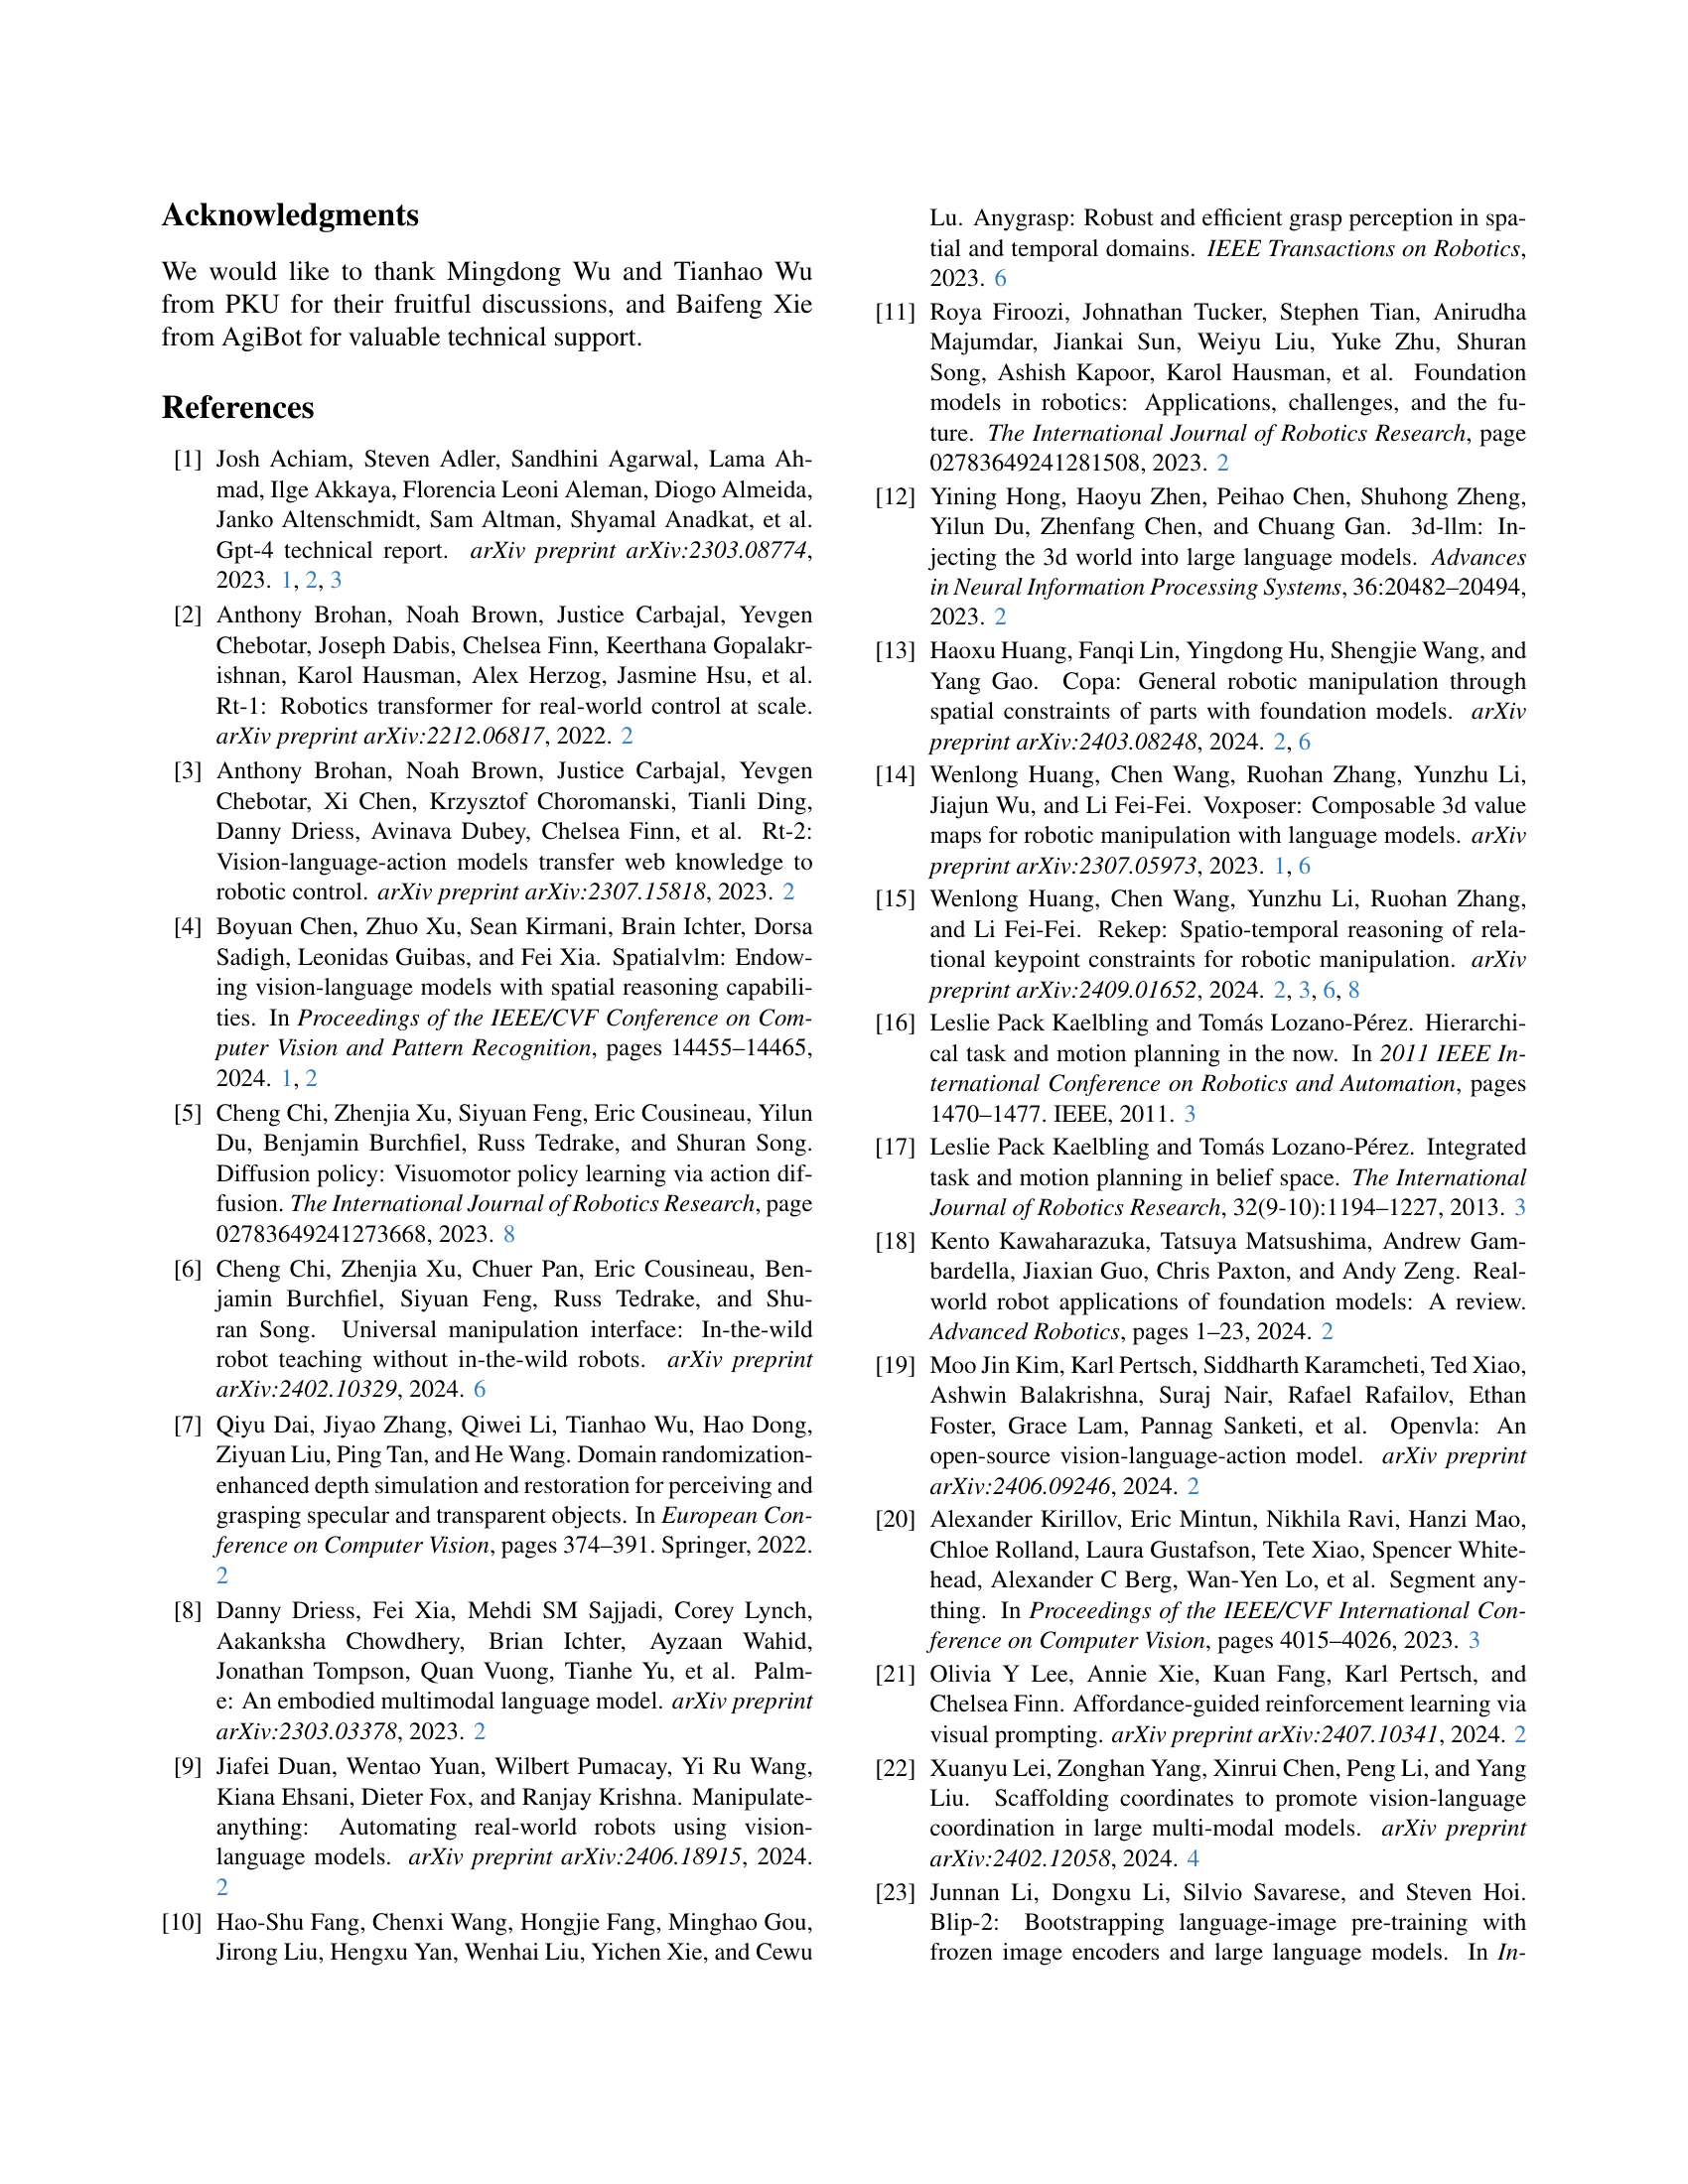 Acknowledgments
We would like to thank Mingdong Wu and Tianhao Wu
from PKU for their fruitful discussions, and Baifeng Xie
from AgiBot for valuable technical support.
References
[1] Josh Achiam, Steven Adler, Sandhini Agarwal, Lama Ah-
mad, Ilge Akkaya, Florencia Leoni Aleman, Diogo Almeida,
Janko Altenschmidt, Sam Altman, Shyamal Anadkat, et al.
Gpt-4 technical report. arXiv preprint arXiv:2303.08774,
2023. 1, 2, 3
[2] Anthony Brohan, Noah Brown, Justice Carbajal, Yevgen
Chebotar, Joseph Dabis, Chelsea Finn, Keerthana Gopalakr-
ishnan, Karol Hausman, Alex Herzog, Jasmine Hsu, et al.
Rt-1: Robotics transformer for real-world control at scale.
arXiv preprint arXiv:2212.06817, 2022. 2
[3] Anthony Brohan, Noah Brown, Justice Carbajal, Yevgen
Chebotar, Xi Chen, Krzysztof Choromanski, Tianli Ding,
Danny Driess, Avinava Dubey, Chelsea Finn, et al. Rt-2:
Vision-language-action models transfer web knowledge to
robotic control. arXiv preprint arXiv:2307.15818, 2023. 2
[4] Boyuan Chen, Zhuo Xu, Sean Kirmani, Brain Ichter, Dorsa
Sadigh, Leonidas Guibas, and Fei Xia. Spatialvlm: Endow-
ing vision-language models with spatial reasoning capabili-
ties. In Proceedings of the IEEE/CVF Conference on Com-
puter Vision and Pattern Recognition, pages 14455–14465,
2024. 1, 2
[5] Cheng Chi, Zhenjia Xu, Siyuan Feng, Eric Cousineau, Yilun
Du, Benjamin Burchfiel, Russ Tedrake, and Shuran Song.
Diffusion policy: Visuomotor policy learning via action dif-
fusion. The International Journal of Robotics Research, page
02783649241273668, 2023. 8
[6] Cheng Chi, Zhenjia Xu, Chuer Pan, Eric Cousineau, Ben-
jamin Burchfiel, Siyuan Feng, Russ Tedrake, and Shu-
ran Song. Universal manipulation interface: In-the-wild
robot teaching without in-the-wild robots. arXiv preprint
arXiv:2402.10329, 2024. 6
[7] Qiyu Dai, Jiyao Zhang, Qiwei Li, Tianhao Wu, Hao Dong,
Ziyuan Liu, Ping Tan, and He Wang. Domain randomization-
enhanced depth simulation and restoration for perceiving and
grasping specular and transparent objects. In European Con-
ference on Computer Vision, pages 374–391. Springer, 2022.
2
[8] Danny Driess, Fei Xia, Mehdi SM Sajjadi, Corey Lynch,
Aakanksha Chowdhery, Brian Ichter, Ayzaan Wahid,
Jonathan Tompson, Quan Vuong, Tianhe Yu, et al. Palm-
e: An embodied multimodal language model. arXiv preprint
arXiv:2303.03378, 2023. 2
[9] Jiafei Duan, Wentao Yuan, Wilbert Pumacay, Yi Ru Wang,
Kiana Ehsani, Dieter Fox, and Ranjay Krishna. Manipulate-
anything: Automating real-world robots using vision-
language models. arXiv preprint arXiv:2406.18915, 2024.
2
[10] Hao-Shu Fang, Chenxi Wang, Hongjie Fang, Minghao Gou,
Jirong Liu, Hengxu Yan, Wenhai Liu, Yichen Xie, and Cewu
Lu. Anygrasp: Robust and efficient grasp perception in spa-
tial and temporal domains. IEEE Transactions on Robotics,
2023. 6
[11] Roya Firoozi, Johnathan Tucker, Stephen Tian, Anirudha
Majumdar, Jiankai Sun, Weiyu Liu, Yuke Zhu, Shuran
Song, Ashish Kapoor, Karol Hausman, et al. Foundation
models in robotics: Applications, challenges, and the fu-
ture. The International Journal of Robotics Research, page
02783649241281508, 2023. 2
[12] Yining Hong, Haoyu Zhen, Peihao Chen, Shuhong Zheng,
Yilun Du, Zhenfang Chen, and Chuang Gan. 3d-llm: In-
jecting the 3d world into large language models. Advances
in Neural Information Processing Systems, 36:20482–20494,
2023. 2
[13] Haoxu Huang, Fanqi Lin, Yingdong Hu, Shengjie Wang, and
Yang Gao. Copa: General robotic manipulation through
spatial constraints of parts with foundation models. arXiv
preprint arXiv:2403.08248, 2024. 2, 6
[14] Wenlong Huang, Chen Wang, Ruohan Zhang, Yunzhu Li,
Jiajun Wu, and Li Fei-Fei. Voxposer: Composable 3d value
maps for robotic manipulation with language models. arXiv
preprint arXiv:2307.05973, 2023. 1, 6
[15] Wenlong Huang, Chen Wang, Yunzhu Li, Ruohan Zhang,
and Li Fei-Fei. Rekep: Spatio-temporal reasoning of rela-
tional keypoint constraints for robotic manipulation. arXiv
preprint arXiv:2409.01652, 2024. 2, 3, 6, 8
[16] Leslie Pack Kaelbling and Tomás Lozano-Pérez. Hierarchi-
cal task and motion planning in the now. In 2011 IEEE In-
ternational Conference on Robotics and Automation, pages
1470–1477. IEEE, 2011. 3
[17] Leslie Pack Kaelbling and Tomás Lozano-Pérez. Integrated
task and motion planning in belief space. The International
Journal of Robotics Research, 32(9-10):1194–1227, 2013. 3
[18] Kento Kawaharazuka, Tatsuya Matsushima, Andrew Gam-
bardella, Jiaxian Guo, Chris Paxton, and Andy Zeng. Real-
world robot applications of foundation models: A review.
Advanced Robotics, pages 1–23, 2024. 2
[19] Moo Jin Kim, Karl Pertsch, Siddharth Karamcheti, Ted Xiao,
Ashwin Balakrishna, Suraj Nair, Rafael Rafailov, Ethan
Foster, Grace Lam, Pannag Sanketi, et al. Openvla: An
open-source vision-language-action model. arXiv preprint
arXiv:2406.09246, 2024. 2
[20] Alexander Kirillov, Eric Mintun, Nikhila Ravi, Hanzi Mao,
Chloe Rolland, Laura Gustafson, Tete Xiao, Spencer White-
head, Alexander C Berg, Wan-Yen Lo, et al. Segment any-
thing. In Proceedings of the IEEE/CVF International Con-
ference on Computer Vision, pages 4015–4026, 2023. 3
[21] Olivia Y Lee, Annie Xie, Kuan Fang, Karl Pertsch, and
Chelsea Finn. Affordance-guided reinforcement learning via
visual prompting. arXiv preprint arXiv:2407.10341, 2024. 2
[22] Xuanyu Lei, Zonghan Yang, Xinrui Chen, Peng Li, and Yang
Liu. Scaffolding coordinates to promote vision-language
coordination in large multi-modal models. arXiv preprint
arXiv:2402.12058, 2024. 4
[23] Junnan Li, Dongxu Li, Silvio Savarese, and Steven Hoi.
Blip-2: Bootstrapping language-image pre-training with
frozen image encoders and large language models. In In-